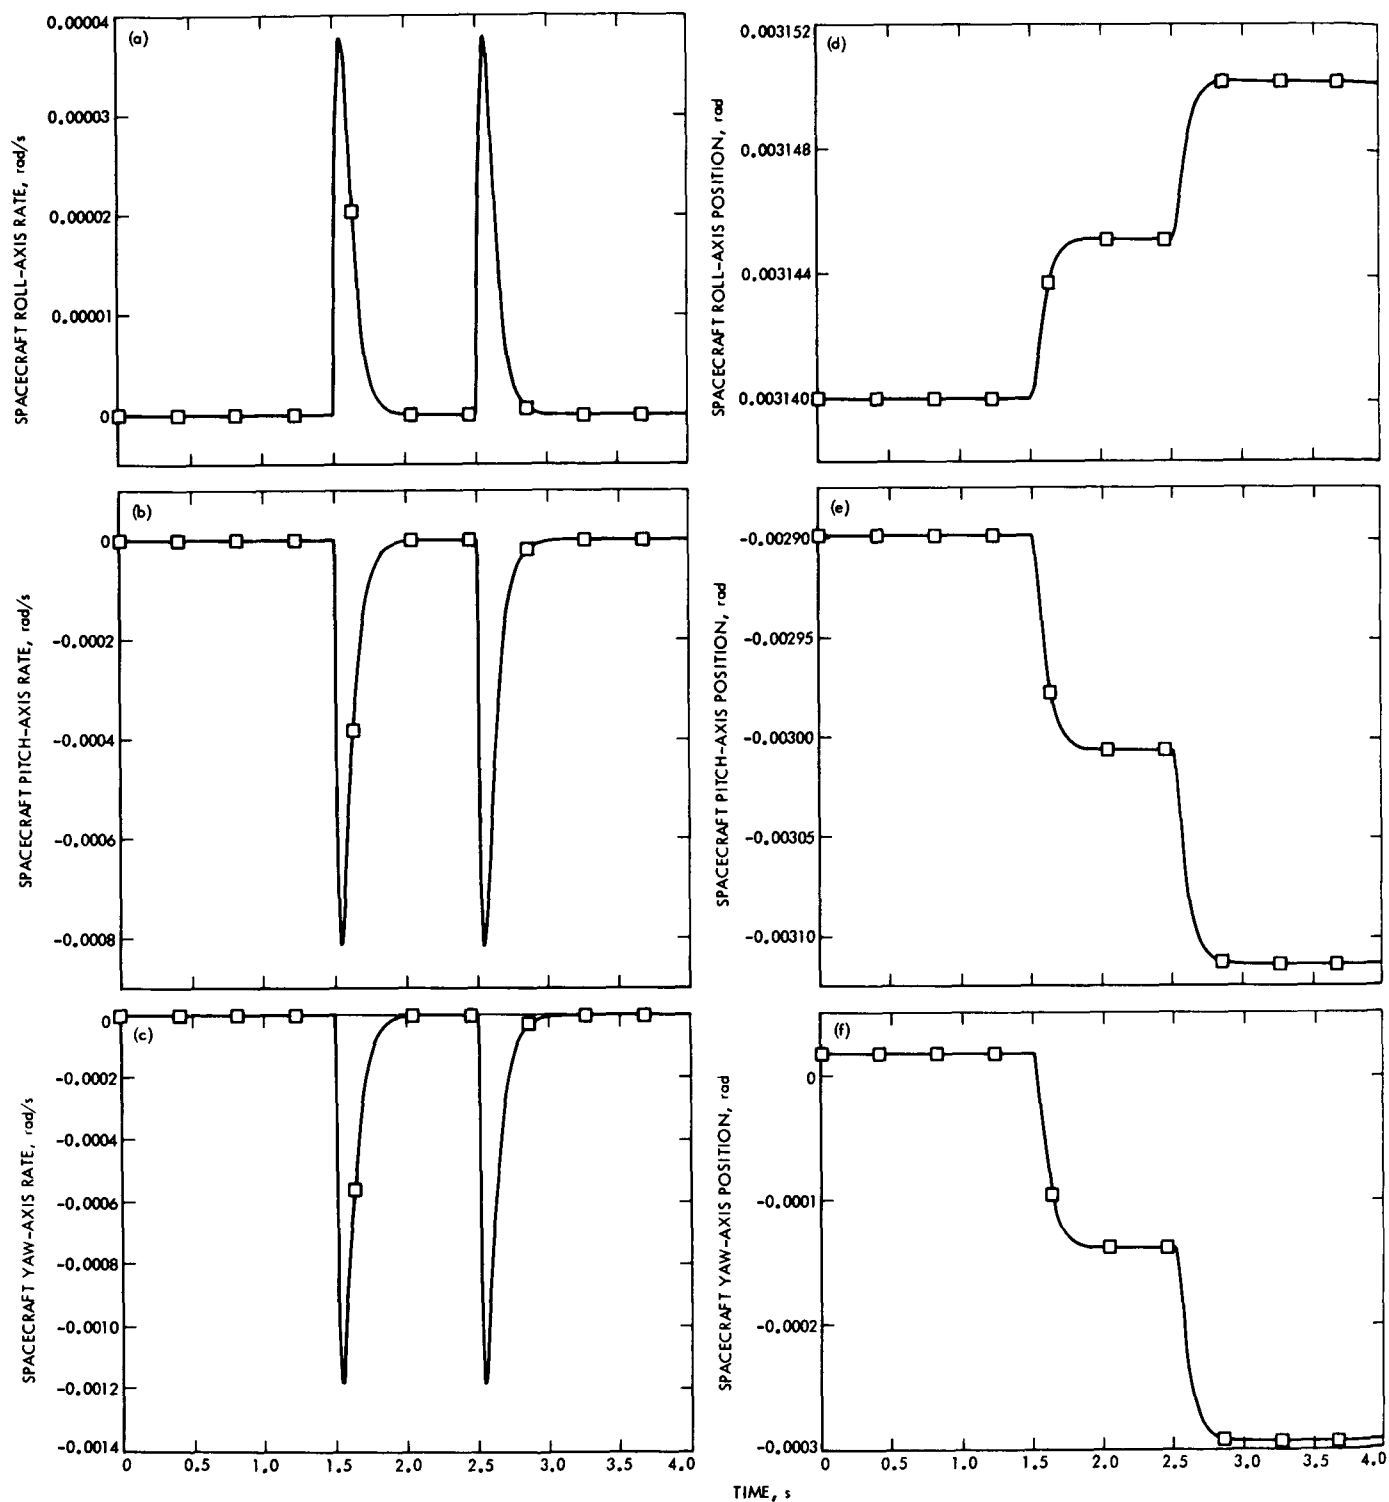 (a)
SPACECRAFT ROLL-AXIS RATE, rad/s
0.00004
0.00003
0.00002
0.00001
0
(d)
SPACECRAFT ROLL-AXIS POSITION, rad
0.003152
0.003148
0.003144
0.003140
(b)
SPACECRAFT PITCH-AXIS RATE, rad/s
0
-0.0002
-0.0004
-0.0006
-0.0008
(e)
SPACECRAFT PITCH-AXIS POSITION, rad
-0.00290
-0.00295
-0.00300
-0.00305
-0.00310
(c)
SPACECRAFT YAW-AXIS RATE, rad/s
0
-0.0002
-0.0004
-0.0006
-0.0008
-0.0010
-0.0012
-0.0014
0 0.5 1.0 1.5 2.0 2.5 3.0 3.5 4.0
(f)
SPACECRAFT YAW-AXIS POSITION, rad
0
-0.0001
-0.0002
-0.0003
0 0.5 1.0 1.5 2.0 2.5 3.0 3.5 4.0
TIME, s